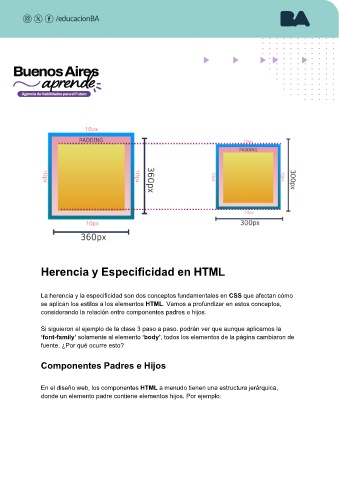 /educacionBA
BA
Buenos Aires
aprende
Agencia de Habilidades para el Futuro
10px
PADDING
10px
PADDING
10px
10px
360px
10px
10px
300px
10px
10px
300px
360px
Herencia y Especificidad en HTML
La herencia y la especificidad son dos conceptos fundamentales en CSS que afectan cómo
se aplican los estilos a los elementos HTML. Vamos a profundizar en estos conceptos,
considerando la relación entre componentes padres e hijos.
Si siguieron el ejemplo de la clase 3 paso a paso, podrán ver que aunque aplicamos la
'font-family' solamente al elemento 'body', todos los elementos de la página cambiaron de
fuente. ¿Por qué ocurre esto?
Componentes Padres e Hijos
En el diseño web, los componentes HTML a menudo tienen una estructura jerárquica,
donde un elemento padre contiene elementos hijos. Por ejemplo: